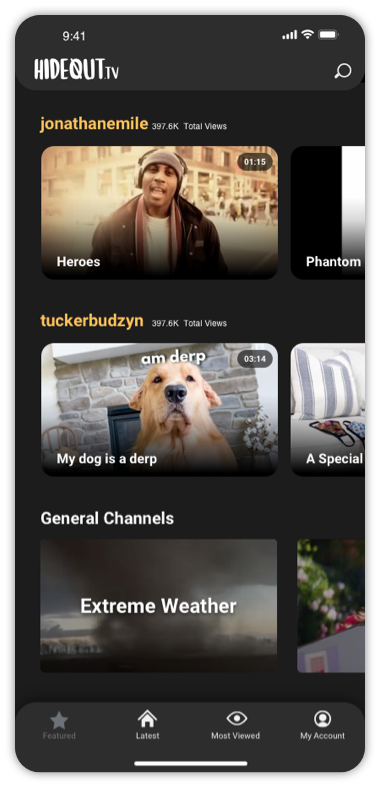 9:41
HIDEOUT.TV
jonathanemile 397.6K Total Views
01:15
Heroes
Phantom
tuckerbudzyn 397.6K Total Views
am derp
03:14
My dog is a derp
A Special
General Channels
Extreme Weather
Featured
Latest
Most Viewed
My Account